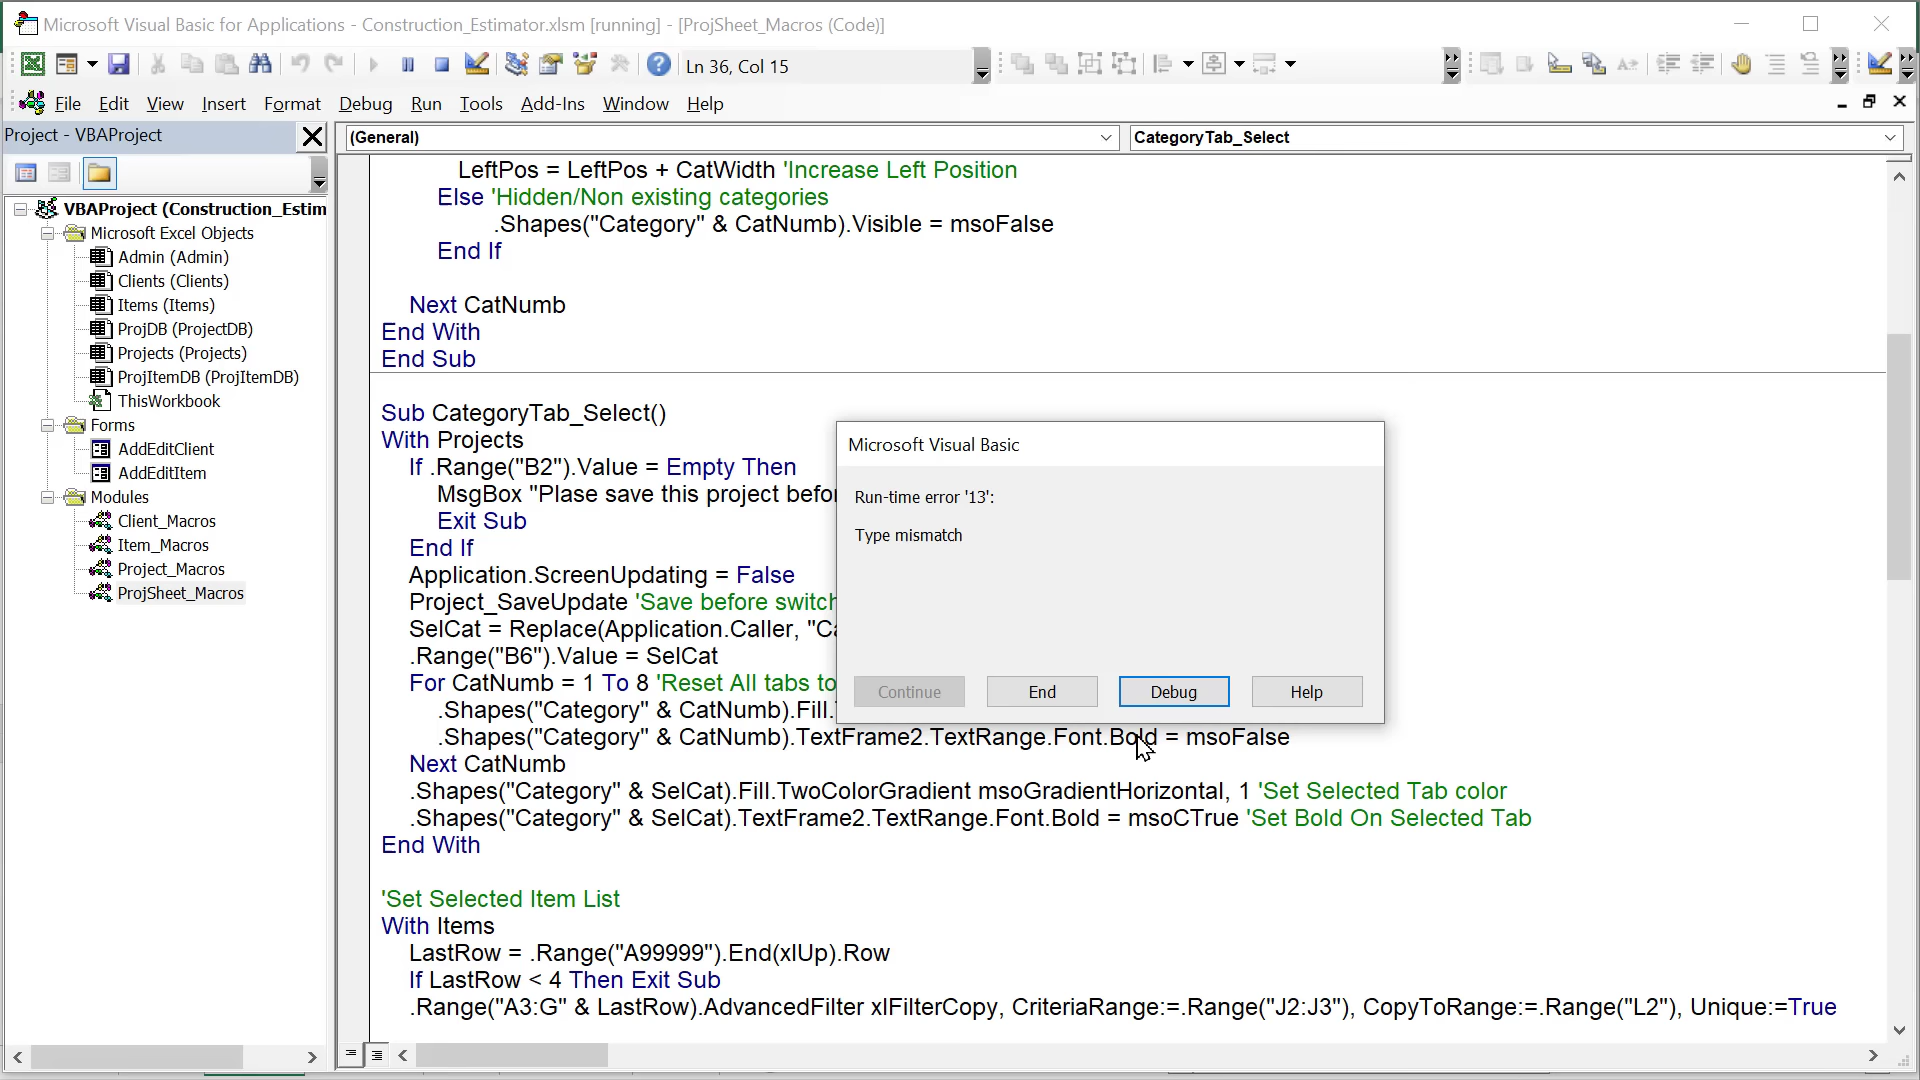 Microsoft Visual Basic for Applications - Construction_Estimator.xlsm [running] - [ProjSheet_Macros (Code)]
Ln 36, Col 15
File Edit View Insert Format Debug Run Tools Add-Ins Window Help
Project - VBAProject
(General)
CategoryTab_Select
VBAProject (Construction_Estim
Microsoft Excel Objects
Admin (Admin)
Clients (Clients)
Items (Items)
ProjDB (ProjectDB)
Projects (Projects)
ProjItemDB (ProjItemDB)
ThisWorkbook
Forms
AddEditClient
AddEditItem
Modules
Client_Macros
Item_Macros
Project_Macros
ProjSheet_Macros
LeftPos = LeftPos + CatWidth 'Increase Left Position
Else 'Hidden/Non existing categories
.Shapes("Category" & CatNumb).Visible = msoFalse
End If
Next CatNumb
End With
End Sub
Sub CategoryTab_Select()
With Projects
If .Range("B2").Value = Empty Then
MsgBox "Plase save this project befo
Exit Sub
End If
Application.ScreenUpdating = False
Project_SaveUpdate 'Save before switch
SelCat = Replace(Application.Caller, "Ca
.Range("B6").Value = SelCat
For CatNumb = 1 To 8 'Reset All tabs to
.Shapes("Category" & CatNumb).Fill.
.Shapes("Category" & CatNumb).TextFrame2.TextRange.Font.Bold = msoFalse
Next CatNumb
.Shapes("Category" & SelCat).Fill.TwoColorGradient msoGradientHorizontal, 1 'Set Selected Tab color
.Shapes("Category" & SelCat).TextFrame2.TextRange.Font.Bold = msoCTrue 'Set Bold On Selected Tab
End With
'Set Selected Item List
With Items
LastRow = .Range("A99999").End(xlUp).Row
If LastRow < 4 Then Exit Sub
.Range("A3:G" & LastRow).AdvancedFilter xlFilterCopy, CriteriaRange:=.Range("J2:J3"), CopyToRange:=.Range("L2"), Unique:=True
Microsoft Visual Basic
Run-time error '13':
Type mismatch
Continue End Debug Help